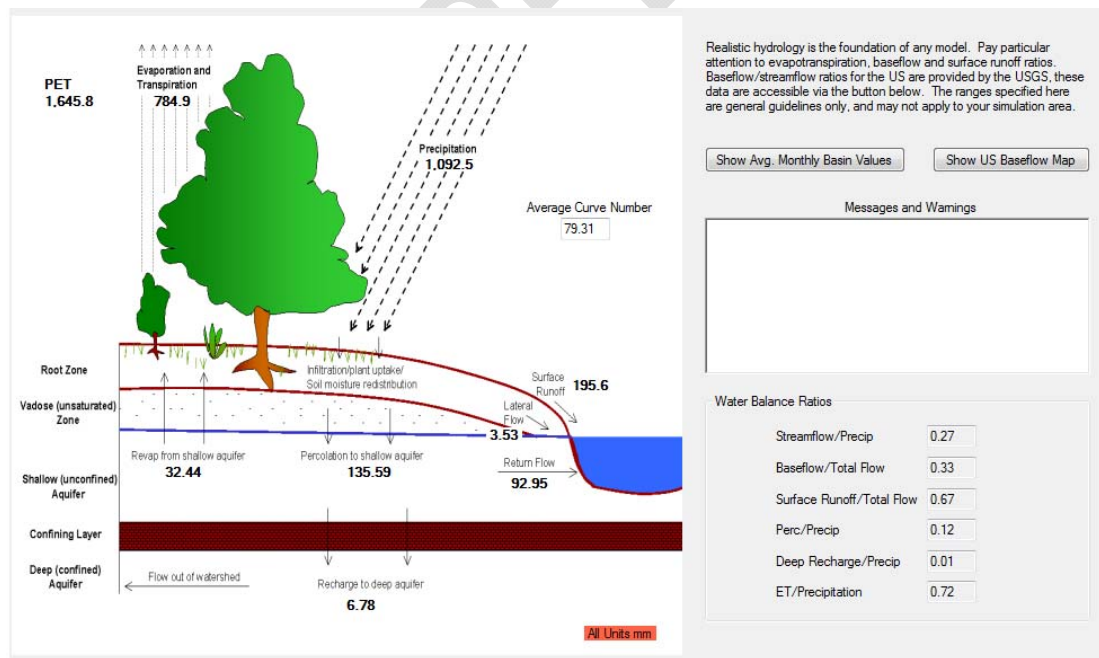 PET
1,645.8
Evaporation and
Transpiration
784.9
Precipitation
1,092.5
Average Curve Number
79.31
Root Zone
Infiltration/plant uptake/
Soil moisture redistribution
Surface
Runoff
195.6
Vadose (unsaturated)
Zone
Lateral
Flow
3.53
Revap from shallow aquifer
32.44
Percolation to shallow aquifer
135.59
Return Flow
92.95
Shallow (unconfined)
Aquifer
Confining Layer
Deep (confined)
Aquifer
Flow out of watershed
Recharge to deep aquifer
6.78
All Units mm
Realistic hydrology is the foundation of any model. Pay particular
attention to evapotranspiration, baseflow and surface runoff ratios.
Baseflow/streamflow ratios for the US are provided by the USGS, these
data are accessible via the button below. The ranges specified here
are general guidelines only, and may not apply to your simulation area.
Show Avg. Monthly Basin Values
Show US Baseflow Map
Messages and Warnings
Water Balance Ratios
Streamflow/Precip 0.27
Baseflow/Total Flow 0.33
Surface Runoff/Total Flow 0.67
Perc/Precip 0.12
Deep Recharge/Precip 0.01
ET/Precipitation 0.72